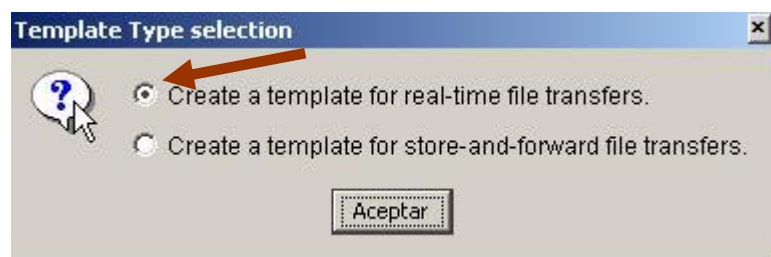 Template Type selection
Create a template for real-time file transfers.
Create a template for store-and-forward file transfers.
Aceptar